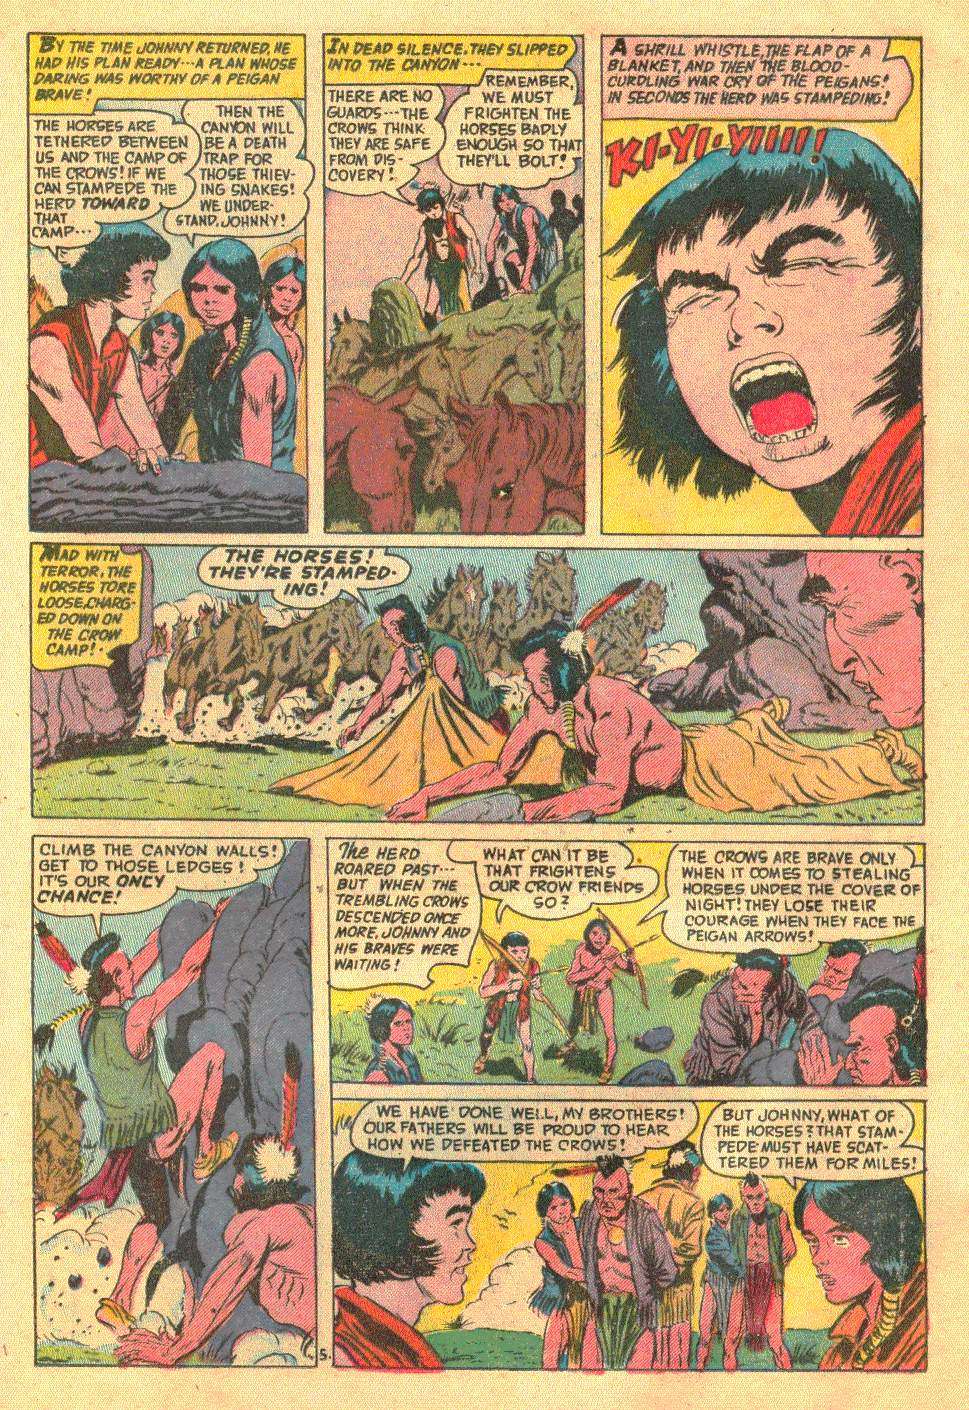 BY THE TIME JOHNNY RETURNED, HE
HAD HIS PLAN READY---A PLAN WHOSE
DARING WAS WORTHY OF A PEIGAN
BRAVE!
THE HORSES ARE
TETHERED BETWEEN
US AND THE CAMP OF
THE CROWS! IF WE
CAN STAMPEDE THE
HERD TOWARD
THAT
CAMP---
THEN THE
CANYON WILL
BE A DEATH
TRAP FOR
THOSE THIEV-
ING SNAKES!
WE UNDER-
STAND, JOHNNY!
IN DEAD SILENCE, THEY SLIPPED
INTO THE CANYON---
THERE ARE NO
GUARDS---THE
CROWS THINK
THEY ARE SAFE
FROM DIS-
COVERY!
REMEMBER,
WE MUST
FRIGHTEN THE
HORSES BADLY
ENOUGH SO THAT
THEY'LL BOLT!
A SHRILL WHISTLE, THE FLAP OF A
BLANKET, AND THEN THE BLOOD-
CURDLING WAR CRY OF THE PEIGANS!
IN SECONDS THE HERD WAS STAMPEDING!
KI-YI-YIIIII!
MAD WITH
TERROR, THE
HORSES TORE
LOOSE, CHARG-
ED DOWN ON
THE CROW
CAMP!
THE HORSES!
THEY'RE STAMPED-
ING!
CLIMB THE CANYON WALLS!
GET TO THOSE LEDGES!
IT'S OUR ONLY
CHANCE!
THE HERD
ROARED PAST---
BUT WHEN THE
TREMBLING CROWS
DESCENDED ONCE
MORE, JOHNNY AND
HIS BRAVES WERE
WAITING!
WHAT CAN IT BE
THAT FRIGHTENS
OUR CROW FRIENDS
SO?
THE CROWS ARE BRAVE ONLY
WHEN IT COMES TO STEALING
HORSES UNDER THE COVER OF
NIGHT! THEY LOSE THEIR
COURAGE WHEN THEY FACE THE
PEIGAN ARROWS!
WE HAVE DONE WELL, MY BROTHERS!
OUR FATHERS WILL BE PROUD TO HEAR
HOW WE DEFEATED THE CROWS!
BUT JOHNNY, WHAT OF
THE HORSES? THAT STAM-
PEDE MUST HAVE SCAT-
TERED THEM FOR MILES!
5